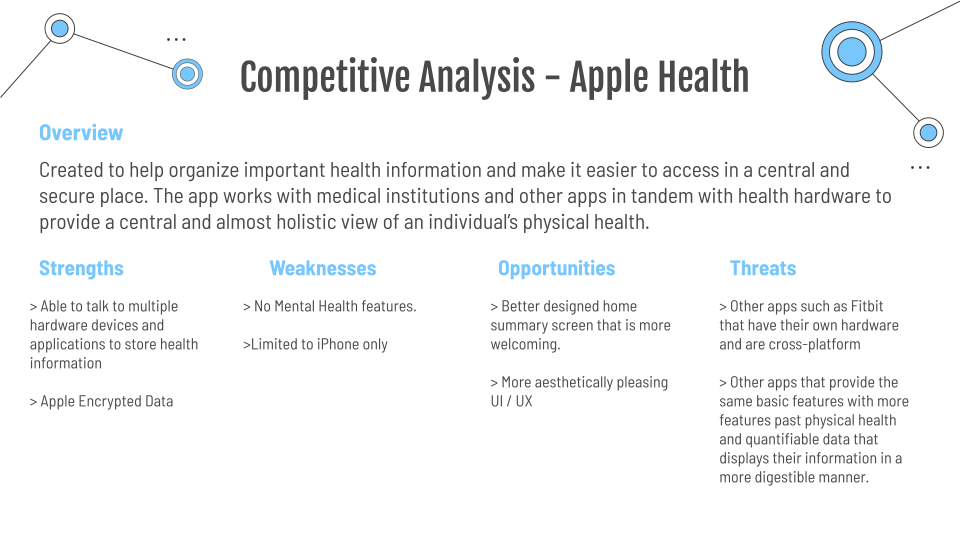 Competitive Analysis – Apple Health
Overview
Created to help organize important health information and make it easier to access in a central and
secure place. The app works with medical institutions and other apps in tandem with health hardware to
provide a central and almost holistic view of an individual’s physical health.
Strengths
> Able to talk to multiple
hardware devices and
applications to store health
information
> Apple Encrypted Data
Weaknesses
> No Mental Health features.
>Limited to iPhone only
Opportunities
> Better designed home
summary screen that is more
welcoming.
> More aesthetically pleasing
UI / UX
Threats
> Other apps such as Fitbit
that have their own hardware
and are cross-platform
> Other apps that provide the
same basic features with more
features past physical health
and quantifiable data that
displays their information in a
more digestible manner.